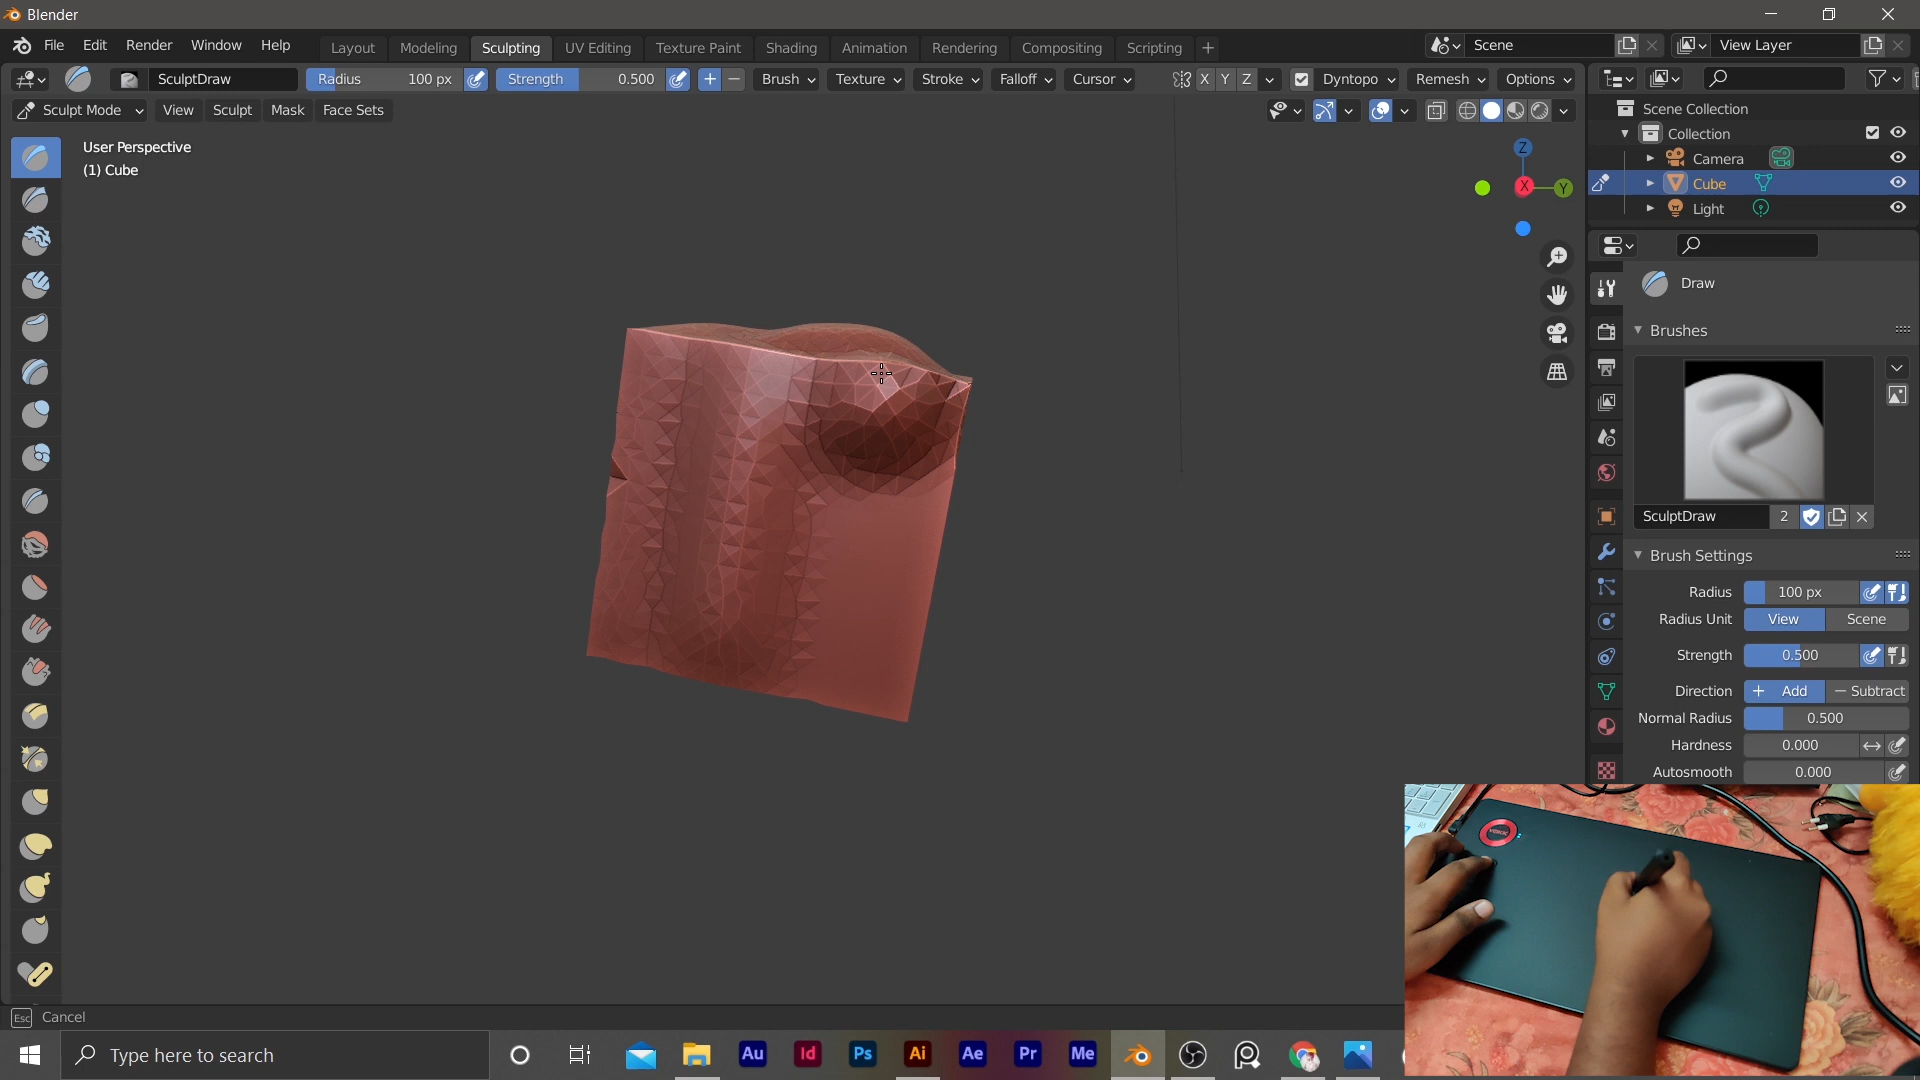 Blender
File Edit Render Window Help Layout Modeling Sculpting UV Editing Texture Paint Shading Animation Rendering Compositing Scripting + Scene View Layer
SculptDraw Radius 100 px Strength 0.500 + − Brush Texture Stroke Falloff Cursor X Y Z Dyntopo Remesh Options
Sculpt Mode View Sculpt Mask Face Sets
User Perspective
(1) Cube
Z
X Y
Scene Collection
Collection
Camera
Cube
Light
Draw
Brushes
SculptDraw 2
Brush Settings
Radius 100 px
Radius Unit View Scene
Strength 0.500
Direction + Add − Subtract
Normal Radius 0.500
Hardness 0.000
Autosmooth 0.000
Esc Cancel
Type here to search
Au Id Ps Ai Ae Pr Me